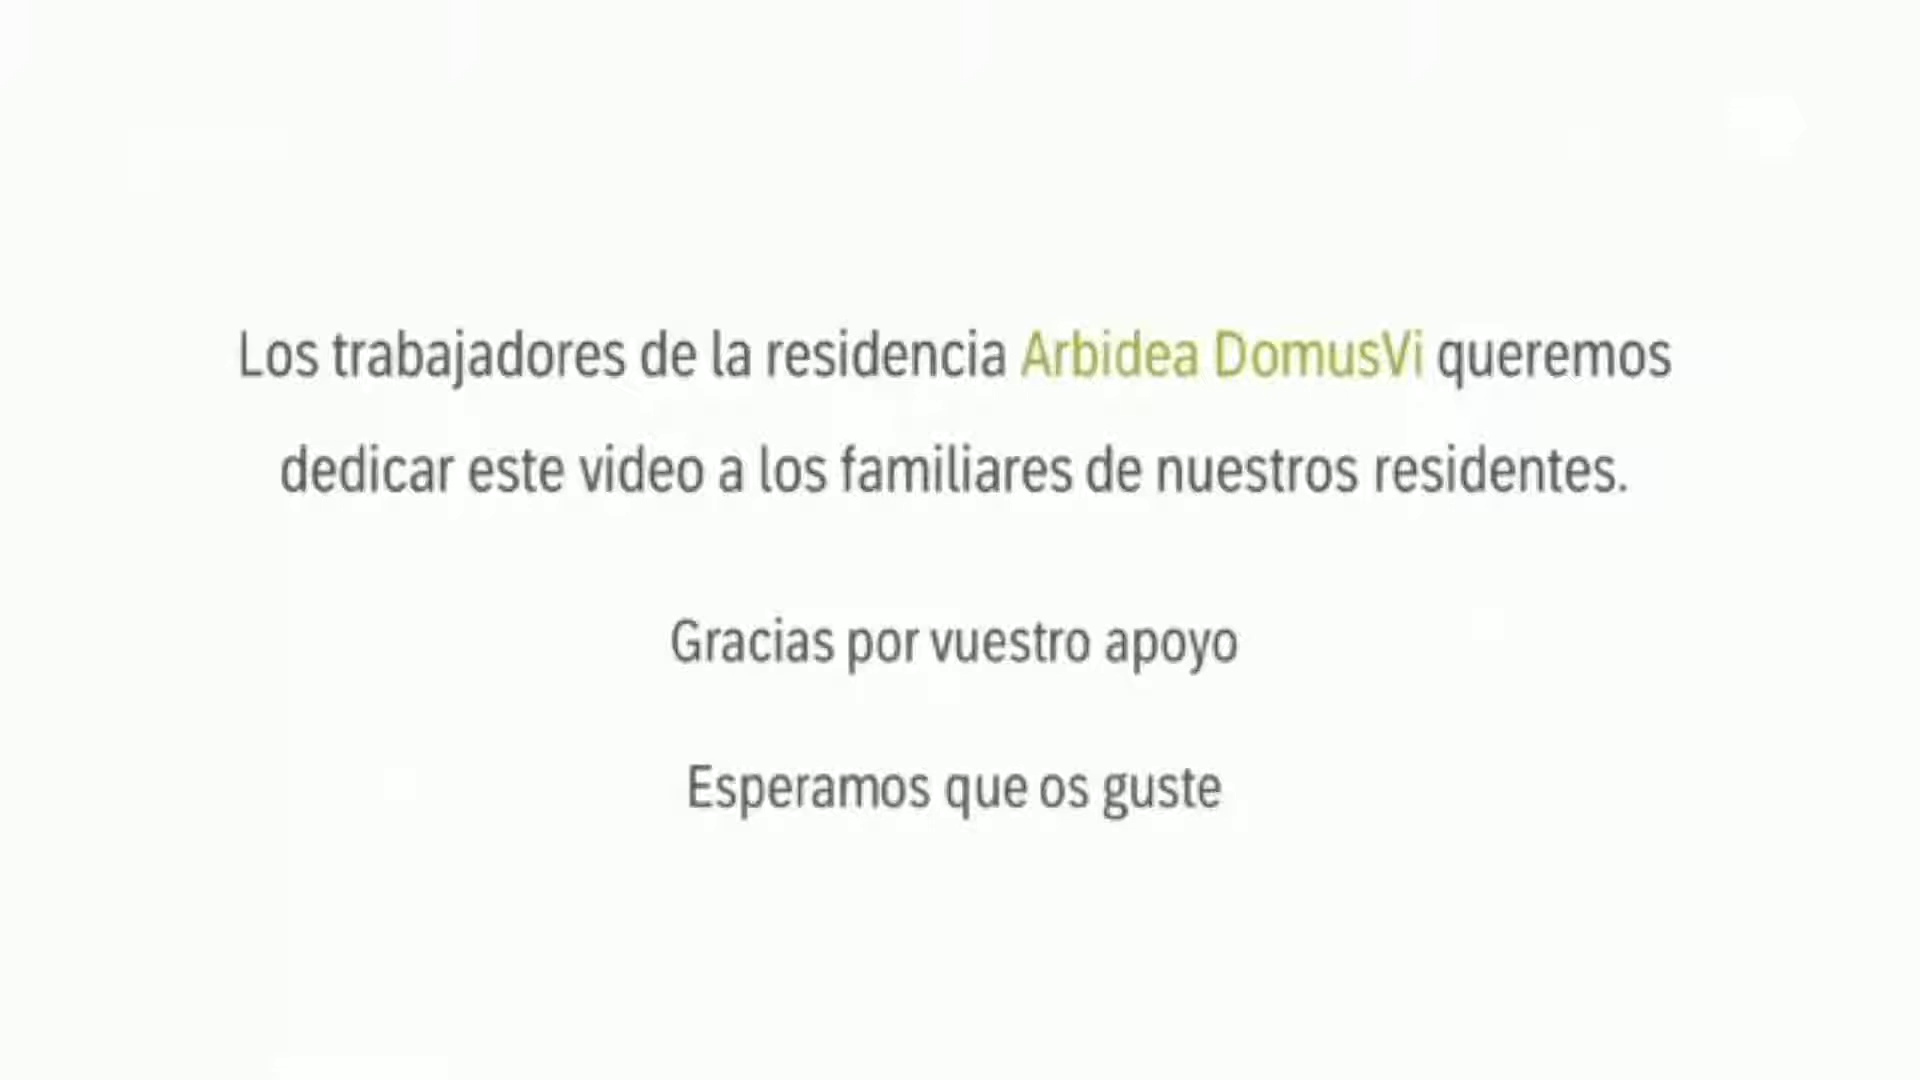 Los trabajadores de la residencia Arbidea DomusVi queremos
dedicar este video a los familiares de nuestros residentes.
Gracias por vuestro apoyo
Esperamos que os guste